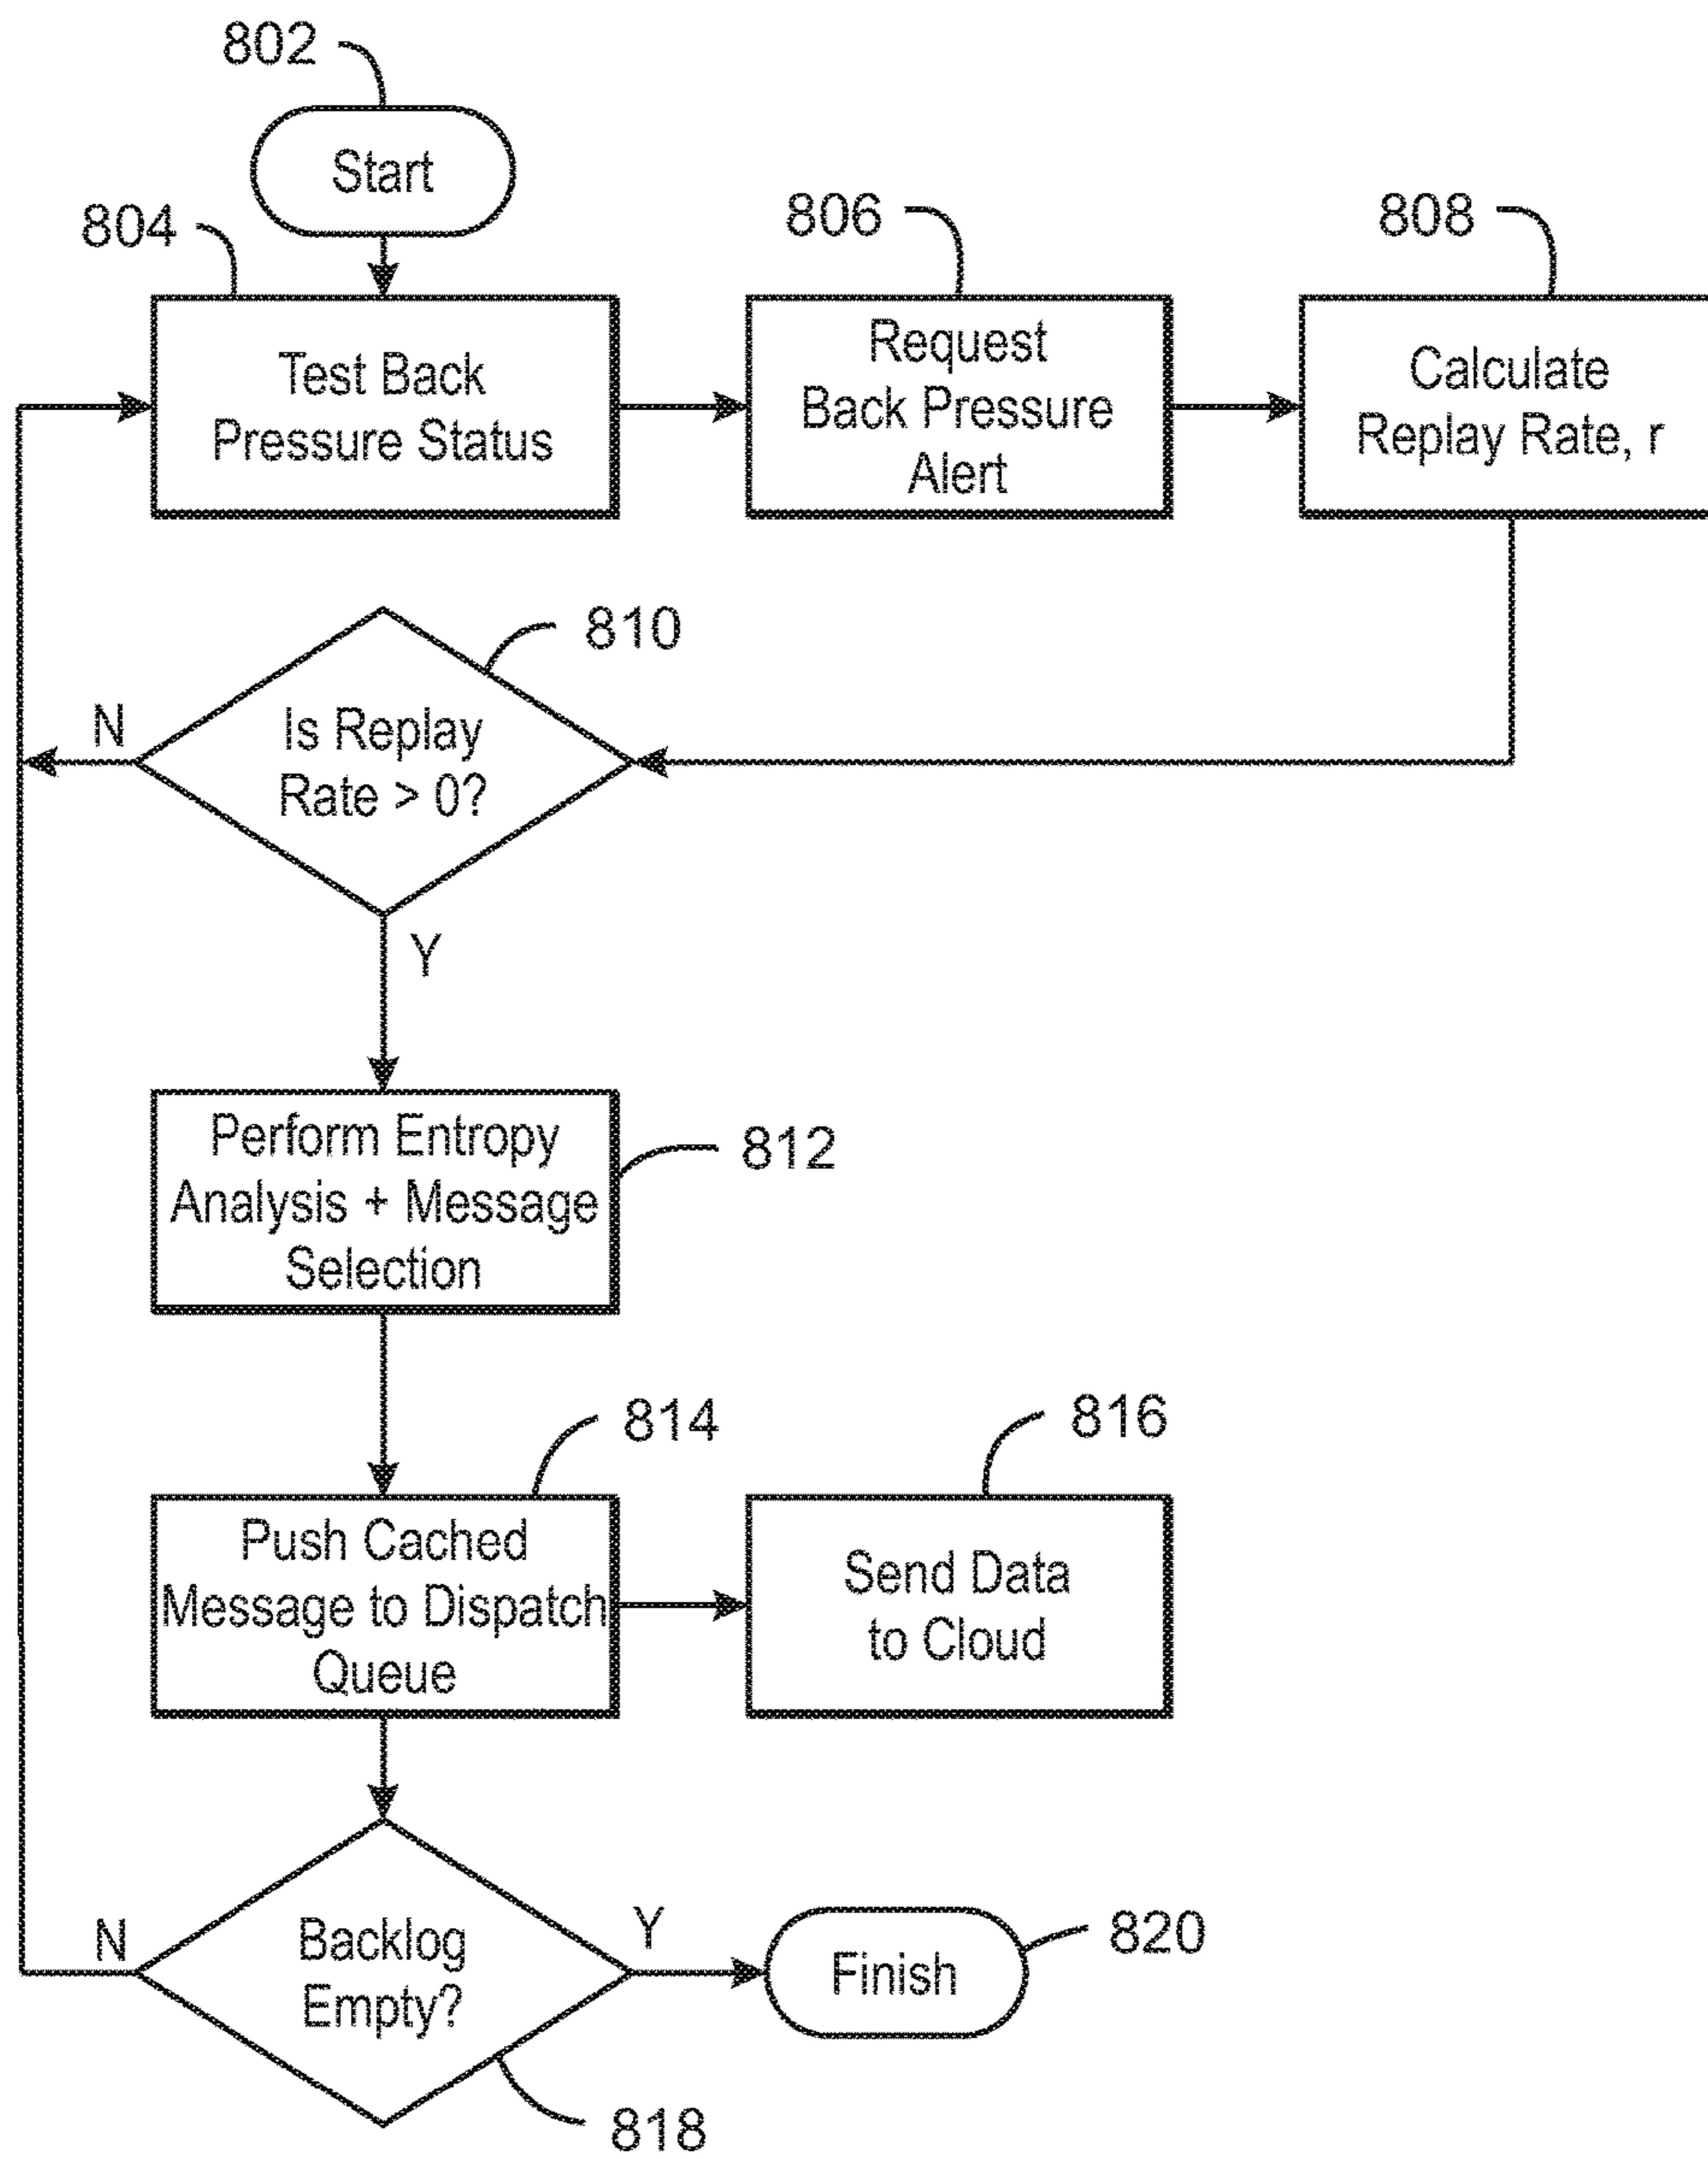 802
Start
804
Test Back
Pressure Status
806
Request
Back Pressure
Alert
808
Calculate
Replay Rate, r
810
Is Replay
Rate > 0?
N
Y
Perform Entropy
Analysis + Message
Selection
812
814
Push Cached
Message to Dispatch
Queue
816
Send Data
to Cloud
N
Backlog
Empty?
Y
Finish
820
818